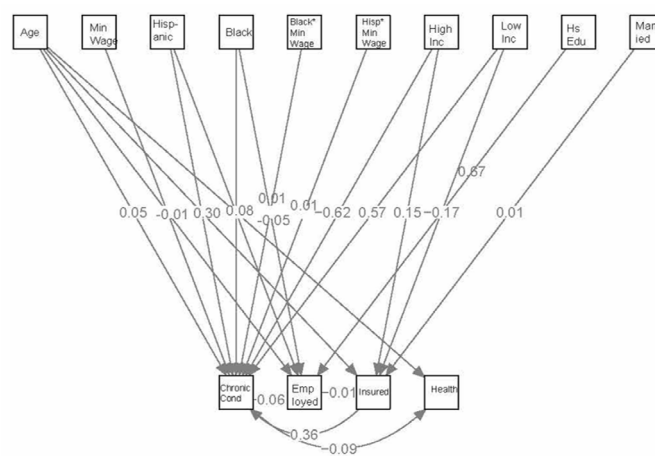 Age
Min
Wage
Hisp-
anic
Black
Black*
Min
Wage
Hisp*
Min
Wage
High
Inc
Low
Inc
Hs
Edu
Marr
ied
0.67
0.01
0.05 -0.01 0.30 0.08 -0.05 0.01 -0.62 0.57 0.15 -0.17 0.01
Chronic
Cond
-0.06
Emp
loyed
-0.01
Insured
Health
0.36
-0.09